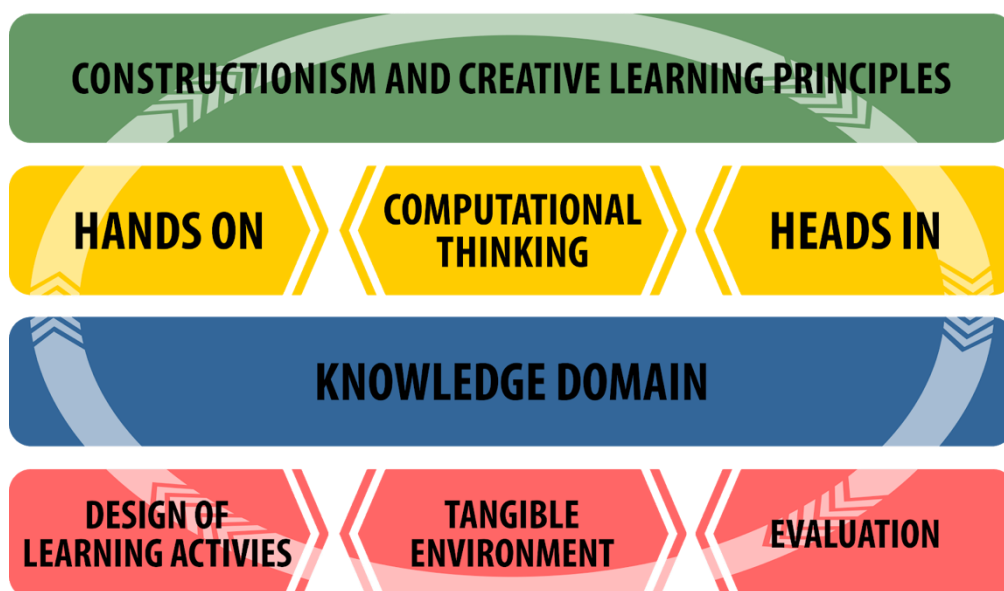 CONSTRUCTIONISM AND CREATIVE LEARNING PRINCIPLES
HANDS ON
COMPUTATIONAL
THINKING
HEADS IN
KNOWLEDGE DOMAIN
DESIGN OF
LEARNING ACTIVIES
TANGIBLE
ENVIRONMENT
EVALUATION